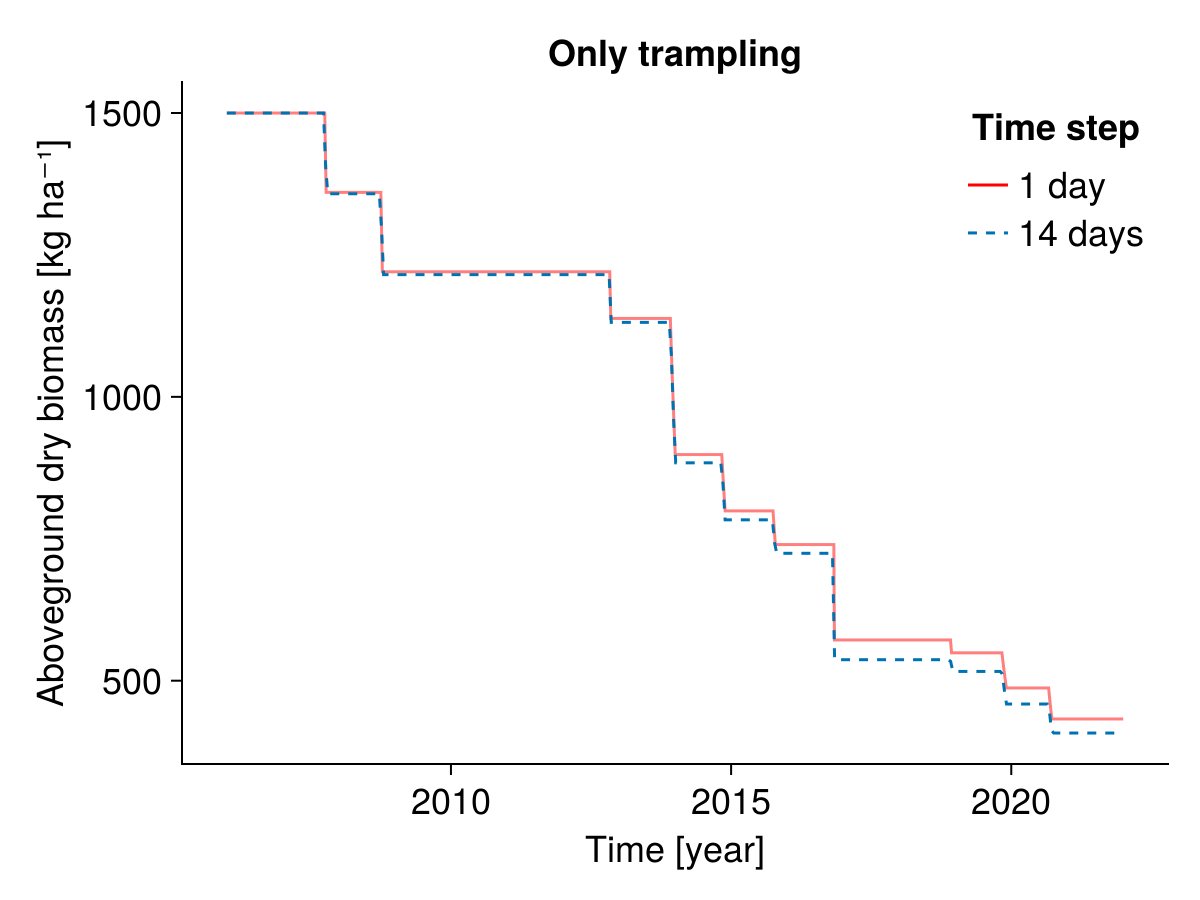 Only trampling
Aboveground dry biomass [kg ha⁻¹]
1500
1000
500
Time step
1 day
14 days
2010
2015
2020
Time [year]